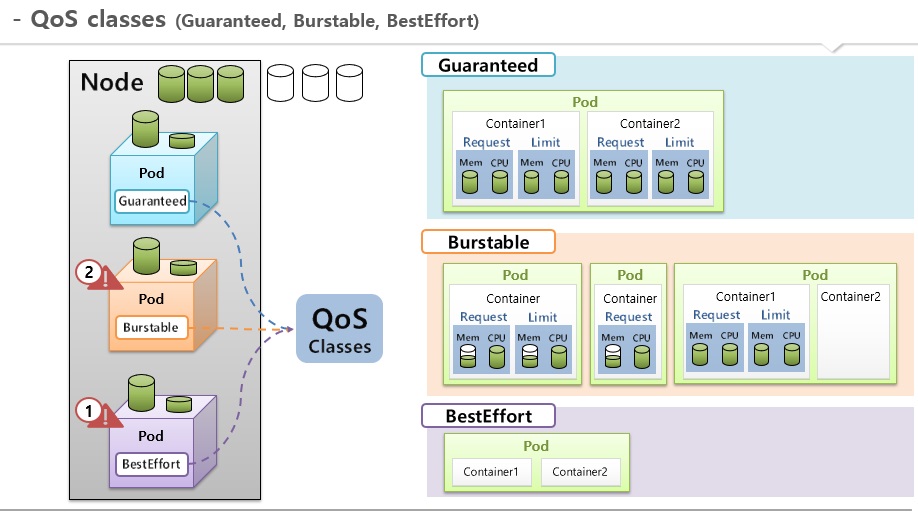 - QoS classes (Guaranteed, Burstable, BestEffort)
Node
Pod
Guaranteed
2
Pod
Burstable
1
Pod
BestEffort
QoS
Classes
Guaranteed
Pod
Container1
Container2
Request Limit
Request Limit
Mem CPU Mem CPU
Mem CPU Mem CPU
Burstable
Pod
Container
Request Limit
Mem CPU Mem CPU
Pod
Container
Request
Mem CPU
Pod
Container1
Request Limit
Mem CPU Mem CPU
Container2
BestEffort
Pod
Container1
Container2